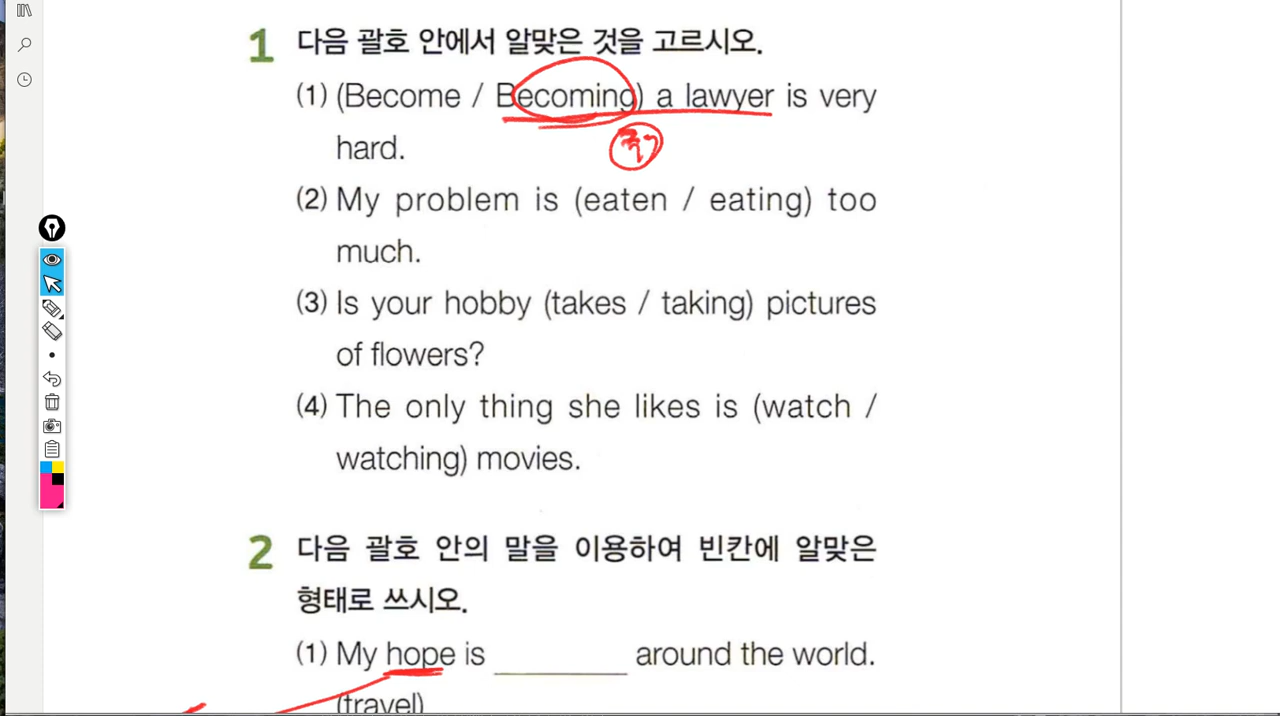 1 다음 괄호 안에서 알맞은 것을 고르시오.
(1) (Become / Becoming) a lawyer is very
hard.
(2) My problem is (eaten / eating) too
much.
(3) Is your hobby (takes / taking) pictures
of flowers?
(4) The only thing she likes is (watch /
watching) movies.
2 다음 괄호 안의 말을 이용하여 빈칸에 알맞은
형태로 쓰시오.
(1) My hope is ________ around the world.
(travel)